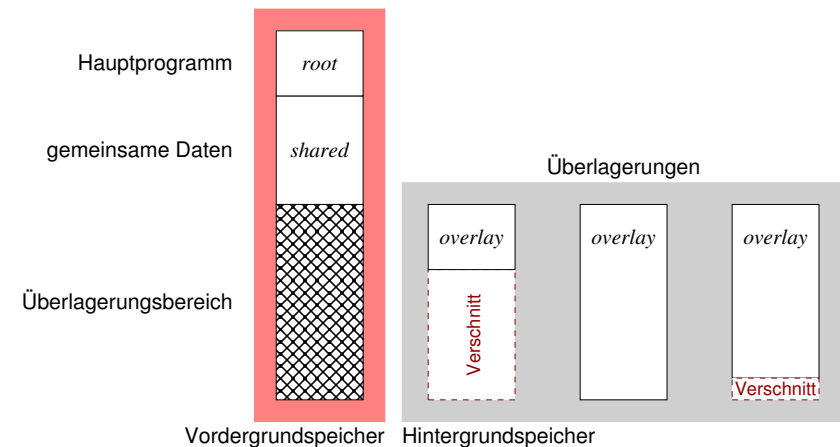 Hauptprogramm
root
gemeinsame Daten
shared
Überlagerungen
overlay
overlay
overlay
Überlagerungsbereich
Verschnitt
Verschnitt
Vordergrundspeicher
Hintergrundspeicher